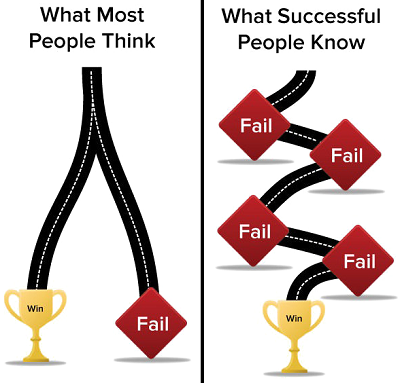 What Most
People Think
Win
Fail
What Successful
People Know
Fail
Fail
Fail
Fail
Win